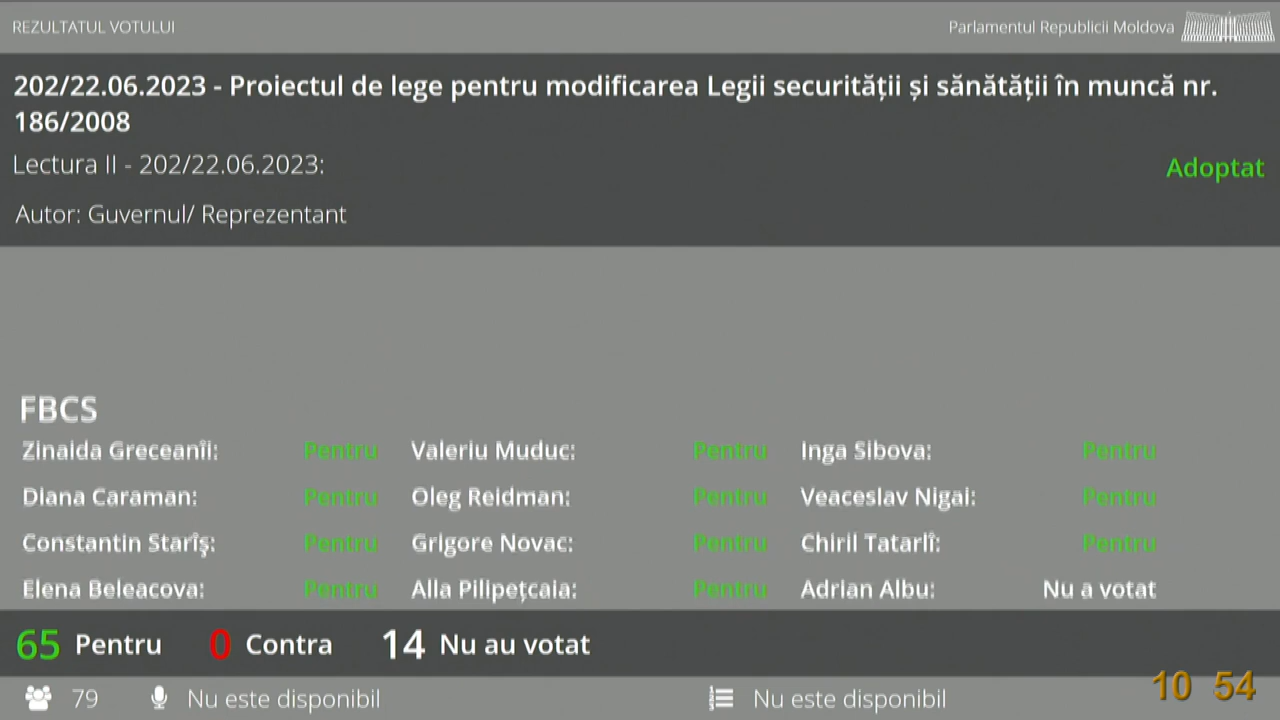 REZULTATUL VOTULUI
Parlamentul Republicii Moldova
202/22.06.2023 - Proiectul de lege pentru modificarea Legii securității și sănătății în muncă nr.
186/2008
Lectura II - 202/22.06.2023:
Adoptat
Autor: Guvernul/ Reprezentant
FBCS
Zinaida Greceanîi: Pentru Valeriu Muduc: Pentru Inga Sibova: Pentru
Diana Caraman: Pentru Oleg Reidman: Pentru Veaceslav Nigai: Pentru
Constantin Starîş: Pentru Grigore Novac: Pentru Chiril Tatarlî: Pentru
Elena Beleacova: Pentru Alla Pilipețcaia: Pentru Adrian Albu: Nu a votat
65 Pentru 0 Contra 14 Nu au votat
79 Nu este disponibil Nu este disponibil
10 54